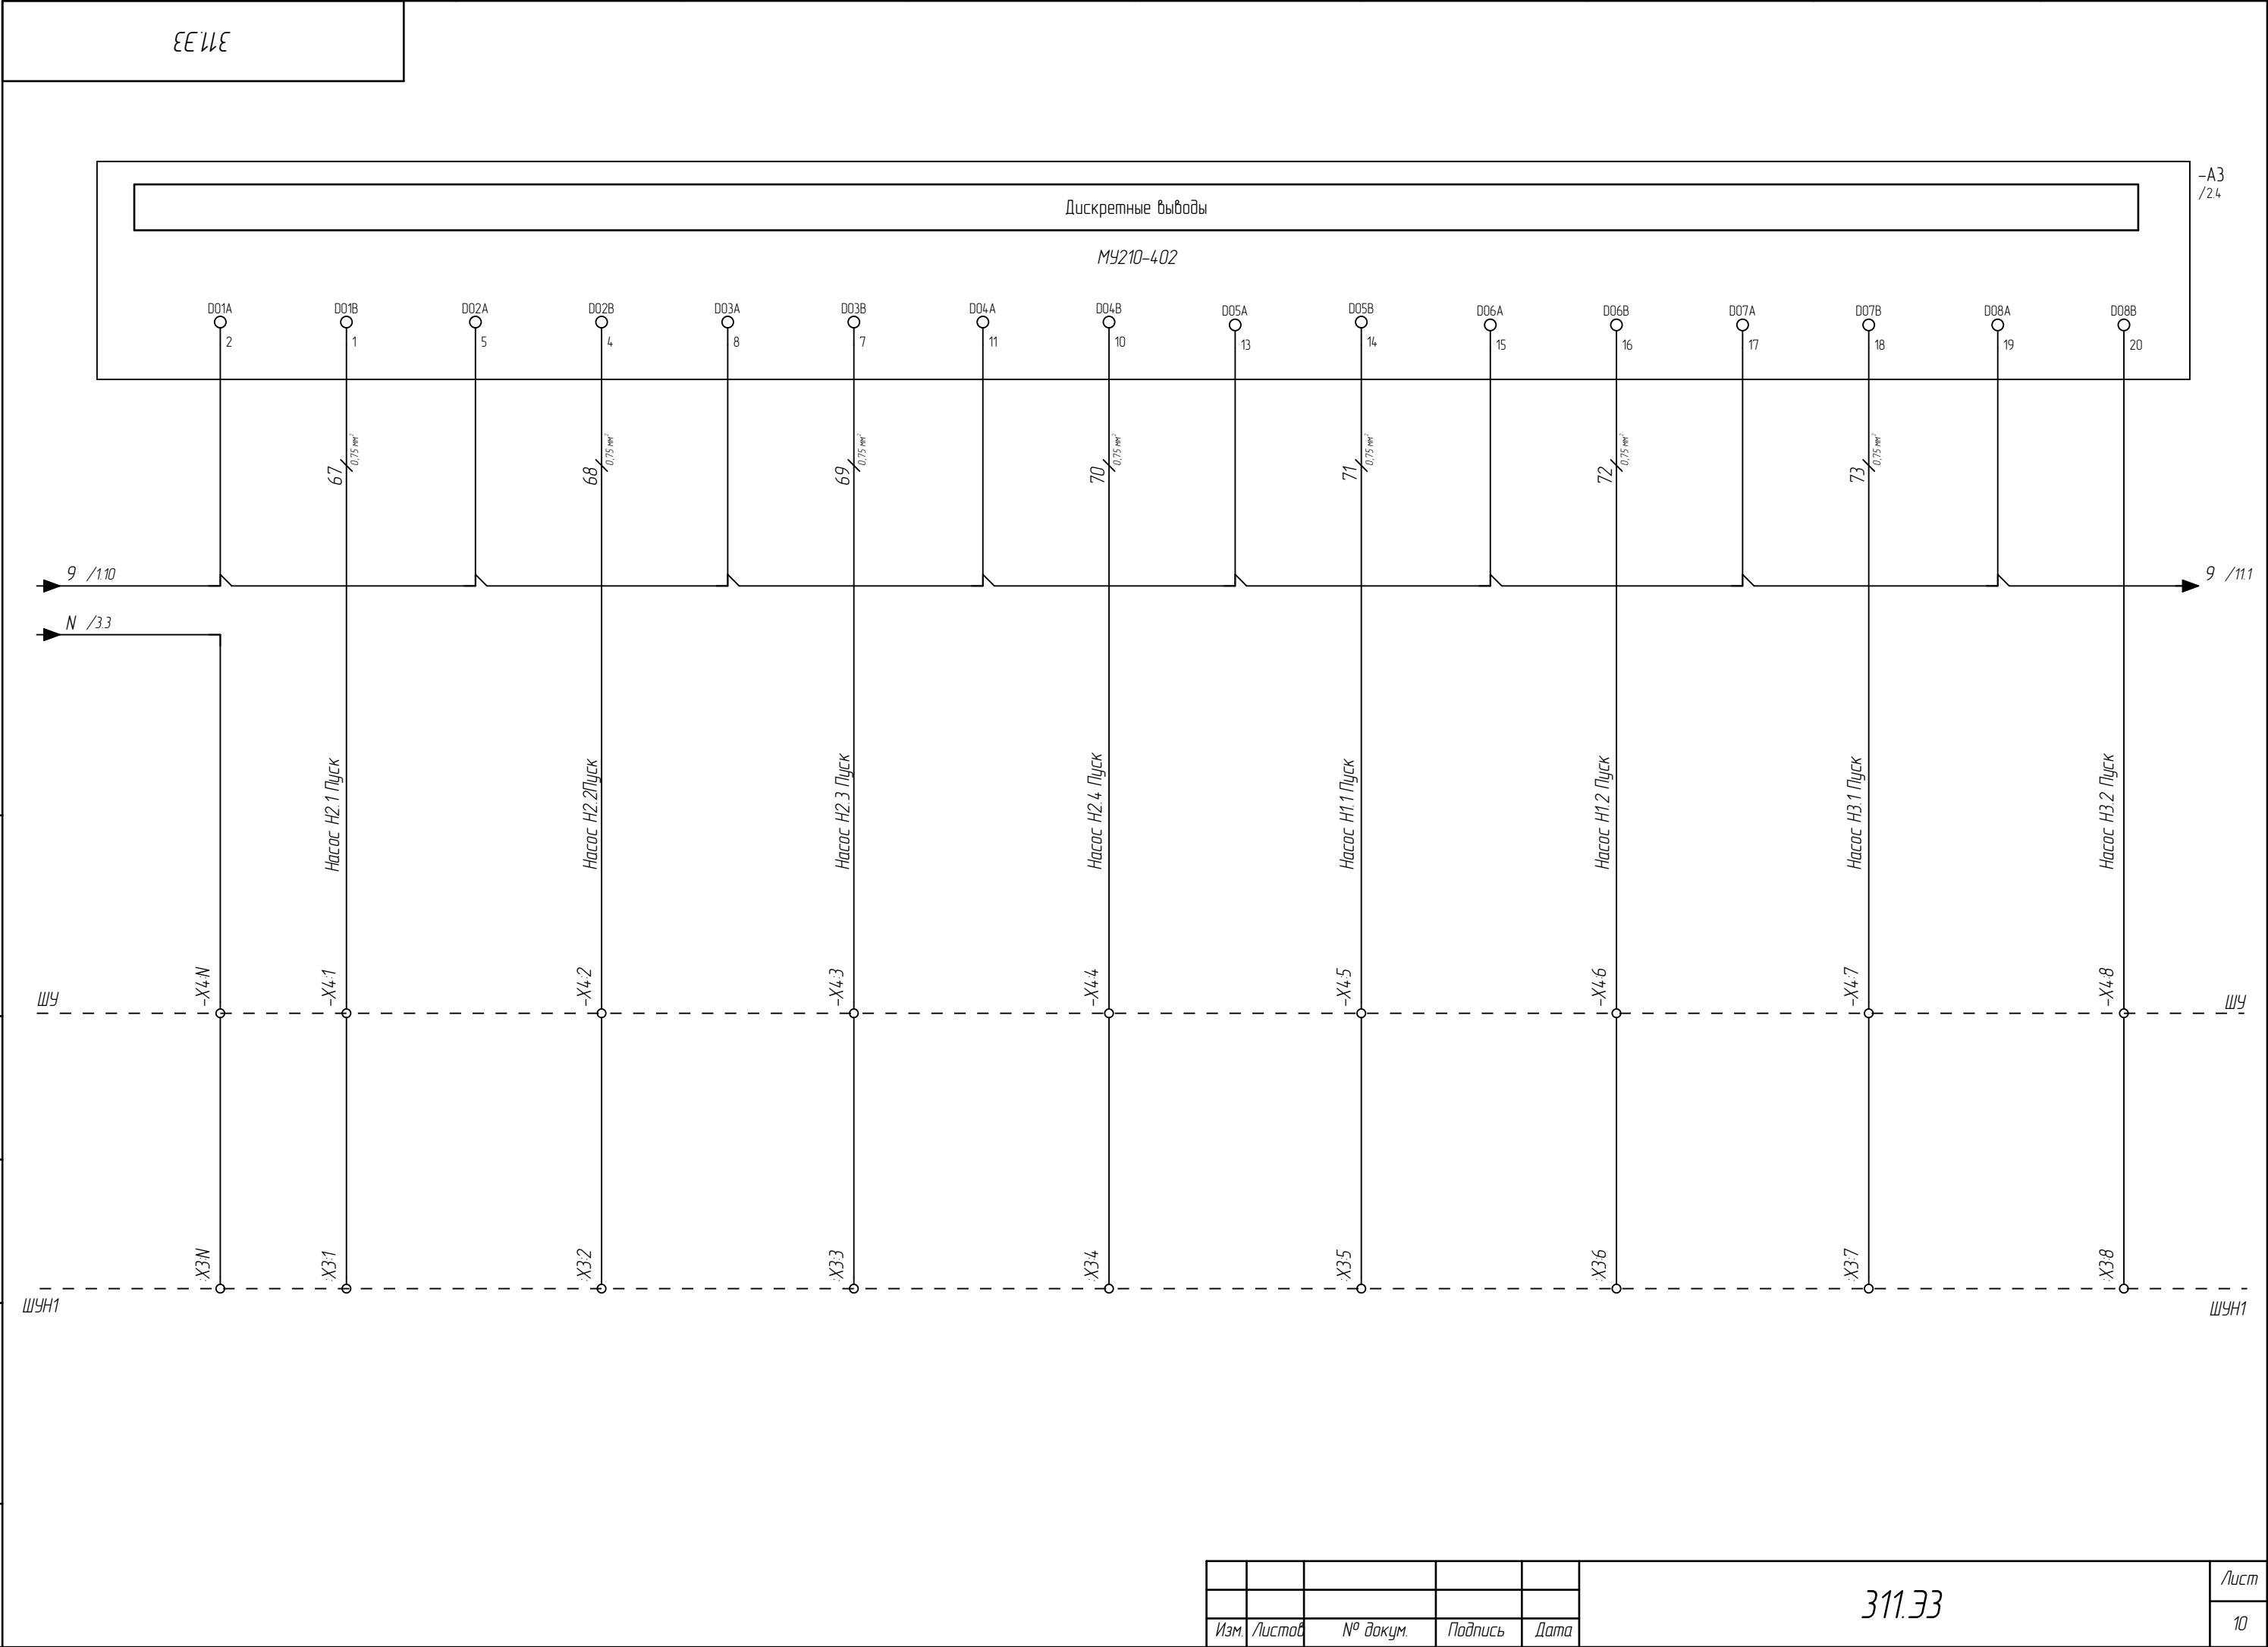 311.ЭЗ
-А3
/2.4
Дискретные выводы
МУ210-402
DO1A DO1B DO2A DO2B DO3A DO3B DO4A DO4B DO5A DO5B DO6A DO6B DO7A DO7B DO8A DO8B
2 1 5 4 8 7 11 10 13 14 15 16 17 18 19 20
67 0,75 мм² 68 0,75 мм² 69 0,75 мм² 70 0,75 мм² 71 0,75 мм² 72 0,75 мм² 73 0,75 мм²
9 /1.10
9 /11.1
N /3.3
Насос Н2.1 Пуск
Насос Н2.2Пуск
Насос Н2.3 Пуск
Насос Н2.4 Пуск
Насос Н1.1 Пуск
Насос Н1.2 Пуск
Насос Н3.1 Пуск
Насос Н3.2 Пуск
-X4:N -X4:1 -X4:2 -X4:3 -X4:4 -X4:5 -X4:6 -X4:7 -X4:8
ШУ ШУ
:X3:N :X3:1 :X3:2 :X3:3 :X3:4 :X3:5 :X3:6 :X3:7 :X3:8
ШУН1 ШУН1
Изм. Листов № докум. Подпись Дата
311.ЭЗ
Лист
10